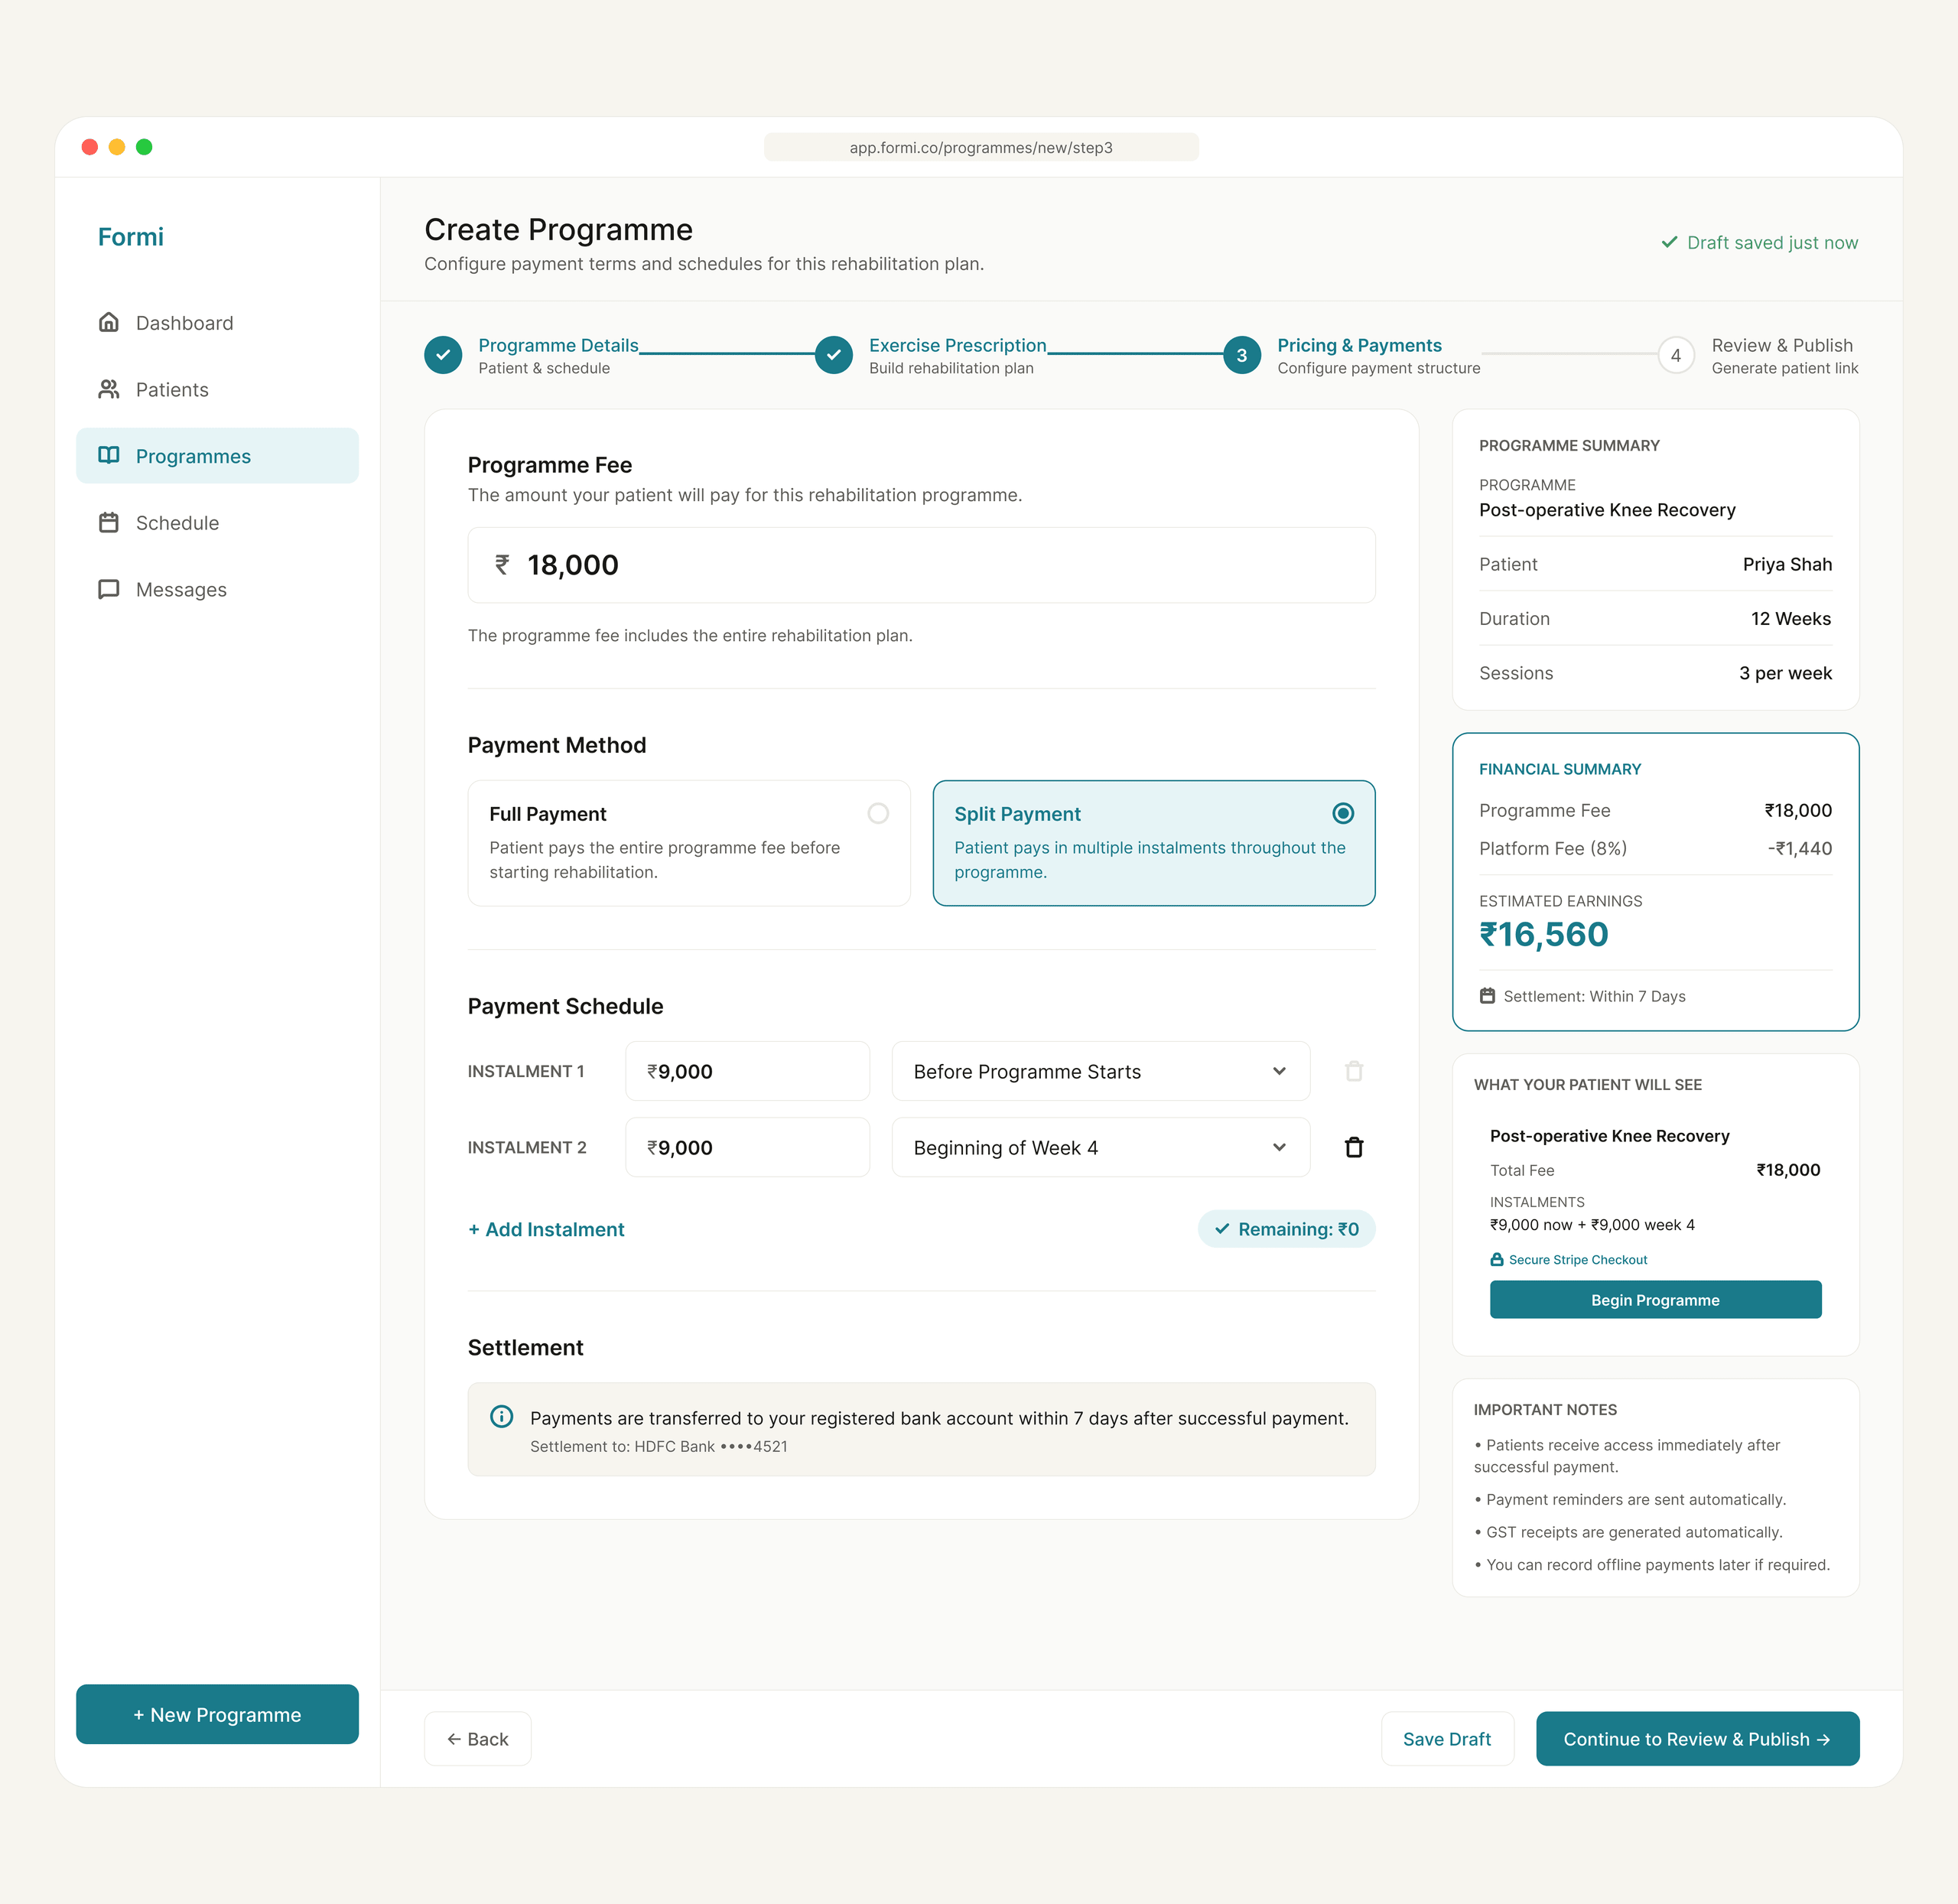 app.formi.co/programmes/new/step3
Formi
Dashboard
Patients
Programmes
Schedule
Messages
+ New Programme
Create Programme
Configure payment terms and schedules for this rehabilitation plan.
Draft saved just now
Programme Details
Patient & schedule
Exercise Prescription
Build rehabilitation plan
3
Pricing & Payments
Configure payment structure
4
Review & Publish
Generate patient link
Programme Fee
The amount your patient will pay for this rehabilitation programme.
₹ 18,000
The programme fee includes the entire rehabilitation plan.
Payment Method
Full Payment
Patient pays the entire programme fee before
starting rehabilitation.
Split Payment
Patient pays in multiple instalments throughout the
programme.
Payment Schedule
INSTALMENT 1 ₹9,000 Before Programme Starts
INSTALMENT 2 ₹9,000 Beginning of Week 4
+ Add Instalment
Remaining: ₹0
Settlement
Payments are transferred to your registered bank account within 7 days after successful payment.
Settlement to: HDFC Bank ••••4521
PROGRAMME SUMMARY
PROGRAMME
Post-operative Knee Recovery
Patient Priya Shah
Duration 12 Weeks
Sessions 3 per week
FINANCIAL SUMMARY
Programme Fee ₹18,000
Platform Fee (8%) -₹1,440
ESTIMATED EARNINGS
₹16,560
Settlement: Within 7 Days
WHAT YOUR PATIENT WILL SEE
Post-operative Knee Recovery
Total Fee ₹18,000
INSTALMENTS
₹9,000 now + ₹9,000 week 4
Secure Stripe Checkout
Begin Programme
IMPORTANT NOTES
• Patients receive access immediately after
successful payment.
• Payment reminders are sent automatically.
• GST receipts are generated automatically.
• You can record offline payments later if required.
← Back
Save Draft
Continue to Review & Publish →